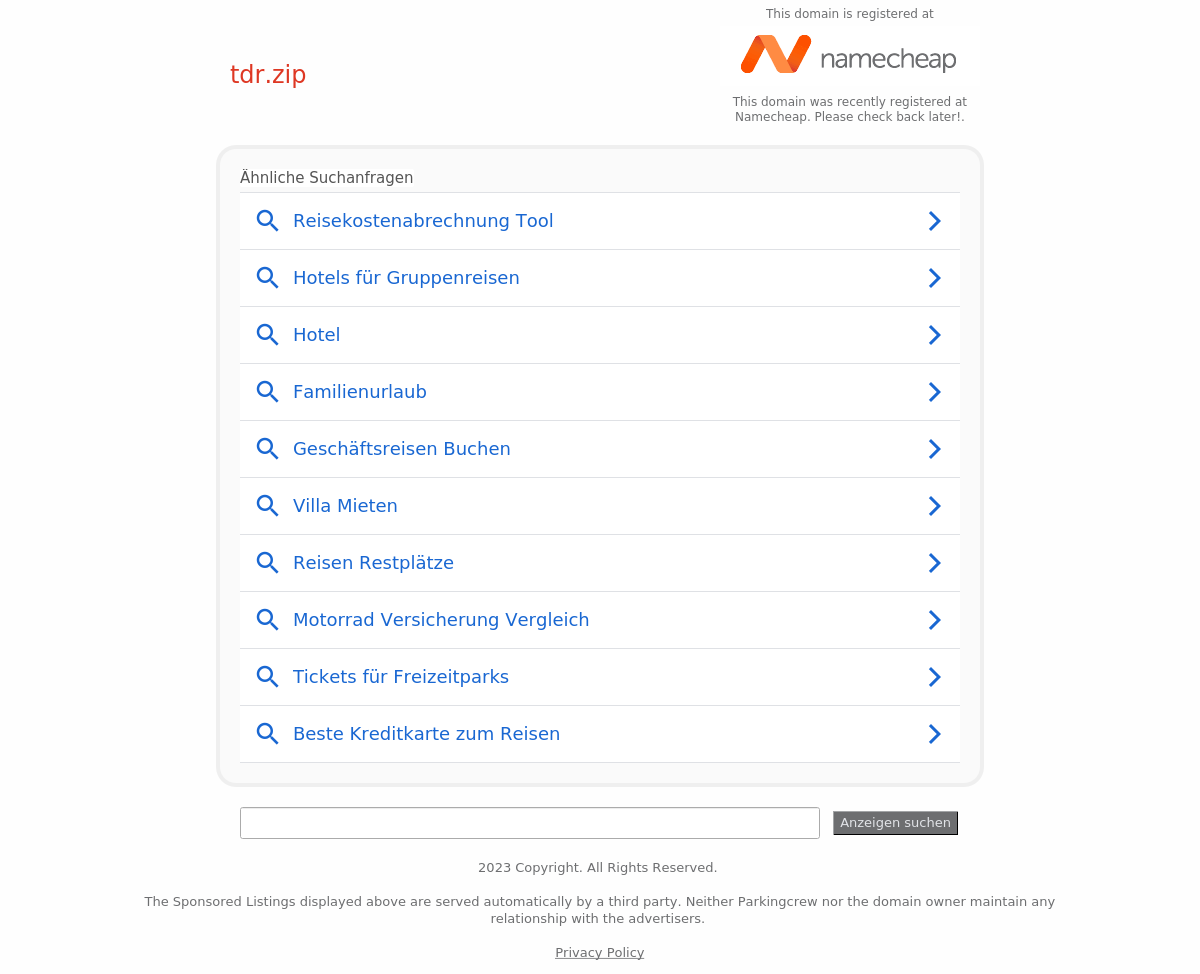 This domain is registered at
namecheap
tdr.zip
This domain was recently registered at
Namecheap. Please check back later!.
Ähnliche Suchanfragen
Reisekostenabrechnung Tool
Hotels für Gruppenreisen
Hotel
Familienurlaub
Geschäftsreisen Buchen
Villa Mieten
Reisen Restplätze
Motorrad Versicherung Vergleich
Tickets für Freizeitparks
Beste Kreditkarte zum Reisen
Anzeigen suchen
2023 Copyright. All Rights Reserved.
The Sponsored Listings displayed above are served automatically by a third party. Neither Parkingcrew nor the domain owner maintain any
relationship with the advertisers.
Privacy Policy